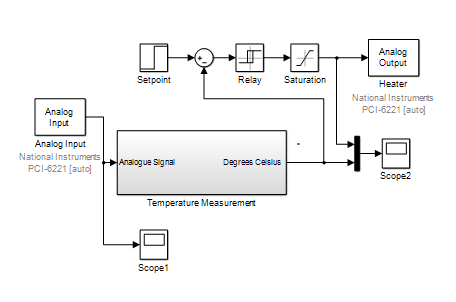 Setpoint
Relay
Saturation
Analog
Output
Heater
National Instruments
PCI-6221 [auto]
Analog
Input
Analog Input
National Instruments
PCI-6221 [auto]
Analogue Signal
Degrees Celsius
Temperature Measurement
Scope2
Scope1